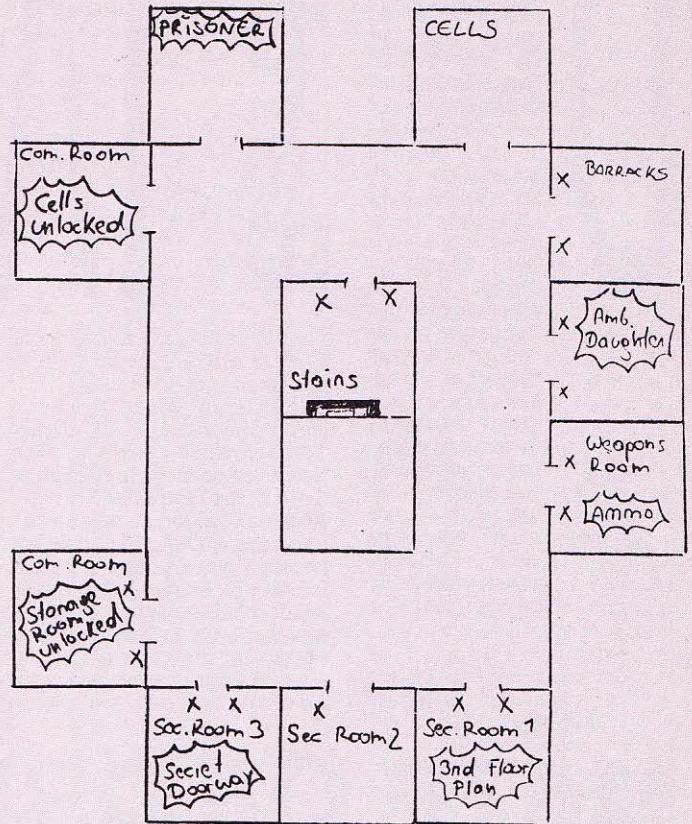 PRISONER
CELLS
Com. Room
Cells
unlocked
BARRACKS
X
X
X
X
Stairs
X
Amb.
Daughter
X
Weapons
Room
X
X
AMMO
Com. Room
X
Storage
Room
unlocked
X
X
X
X
X
X
Sec. Room 3
Sec Room 2
Sec. Room 1
Secret
Doorway
3nd Floor
Plan